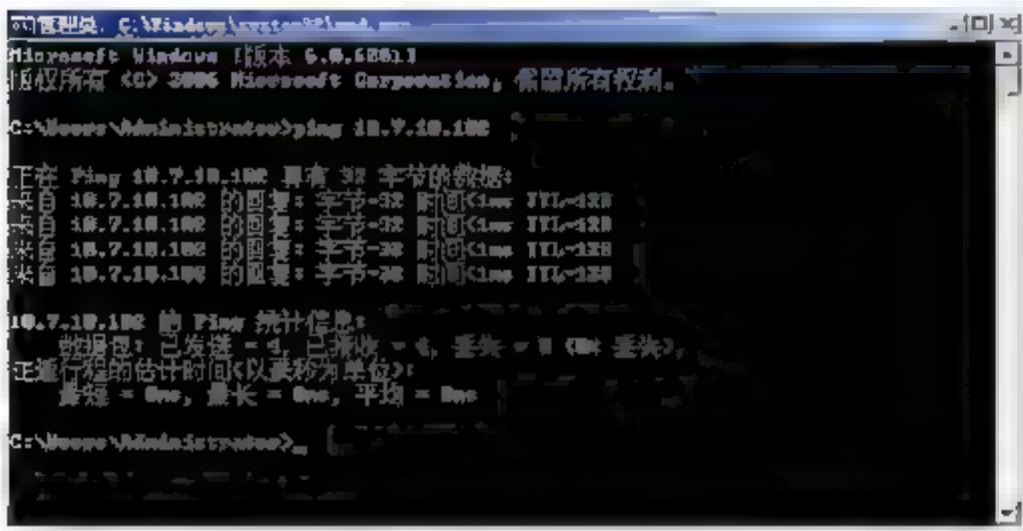 管理员: C:\Windows\system32\cmd.exe
Microsoft Windows [版本 6.0.6001]
版权所有 (C) 2006 Microsoft Corporation。保留所有权利。
C:\Users\Administrator>ping 10.7.10.102
正在 Ping 10.7.10.102 具有 32 字节的数据:
来自 10.7.10.102 的回复: 字节=32 时间<1ms TTL=128
来自 10.7.10.102 的回复: 字节=32 时间<1ms TTL=128
来自 10.7.10.102 的回复: 字节=32 时间<1ms TTL=128
来自 10.7.10.102 的回复: 字节=32 时间<1ms TTL=128
10.7.10.102 的 Ping 统计信息:
数据包: 已发送 = 4，已接收 = 4，丢失 = 0 (0% 丢失)，
往返行程的估计时间(以毫秒为单位):
最短 = 0ms，最长 = 0ms，平均 = 0ms
C:\Users\Administrator>_